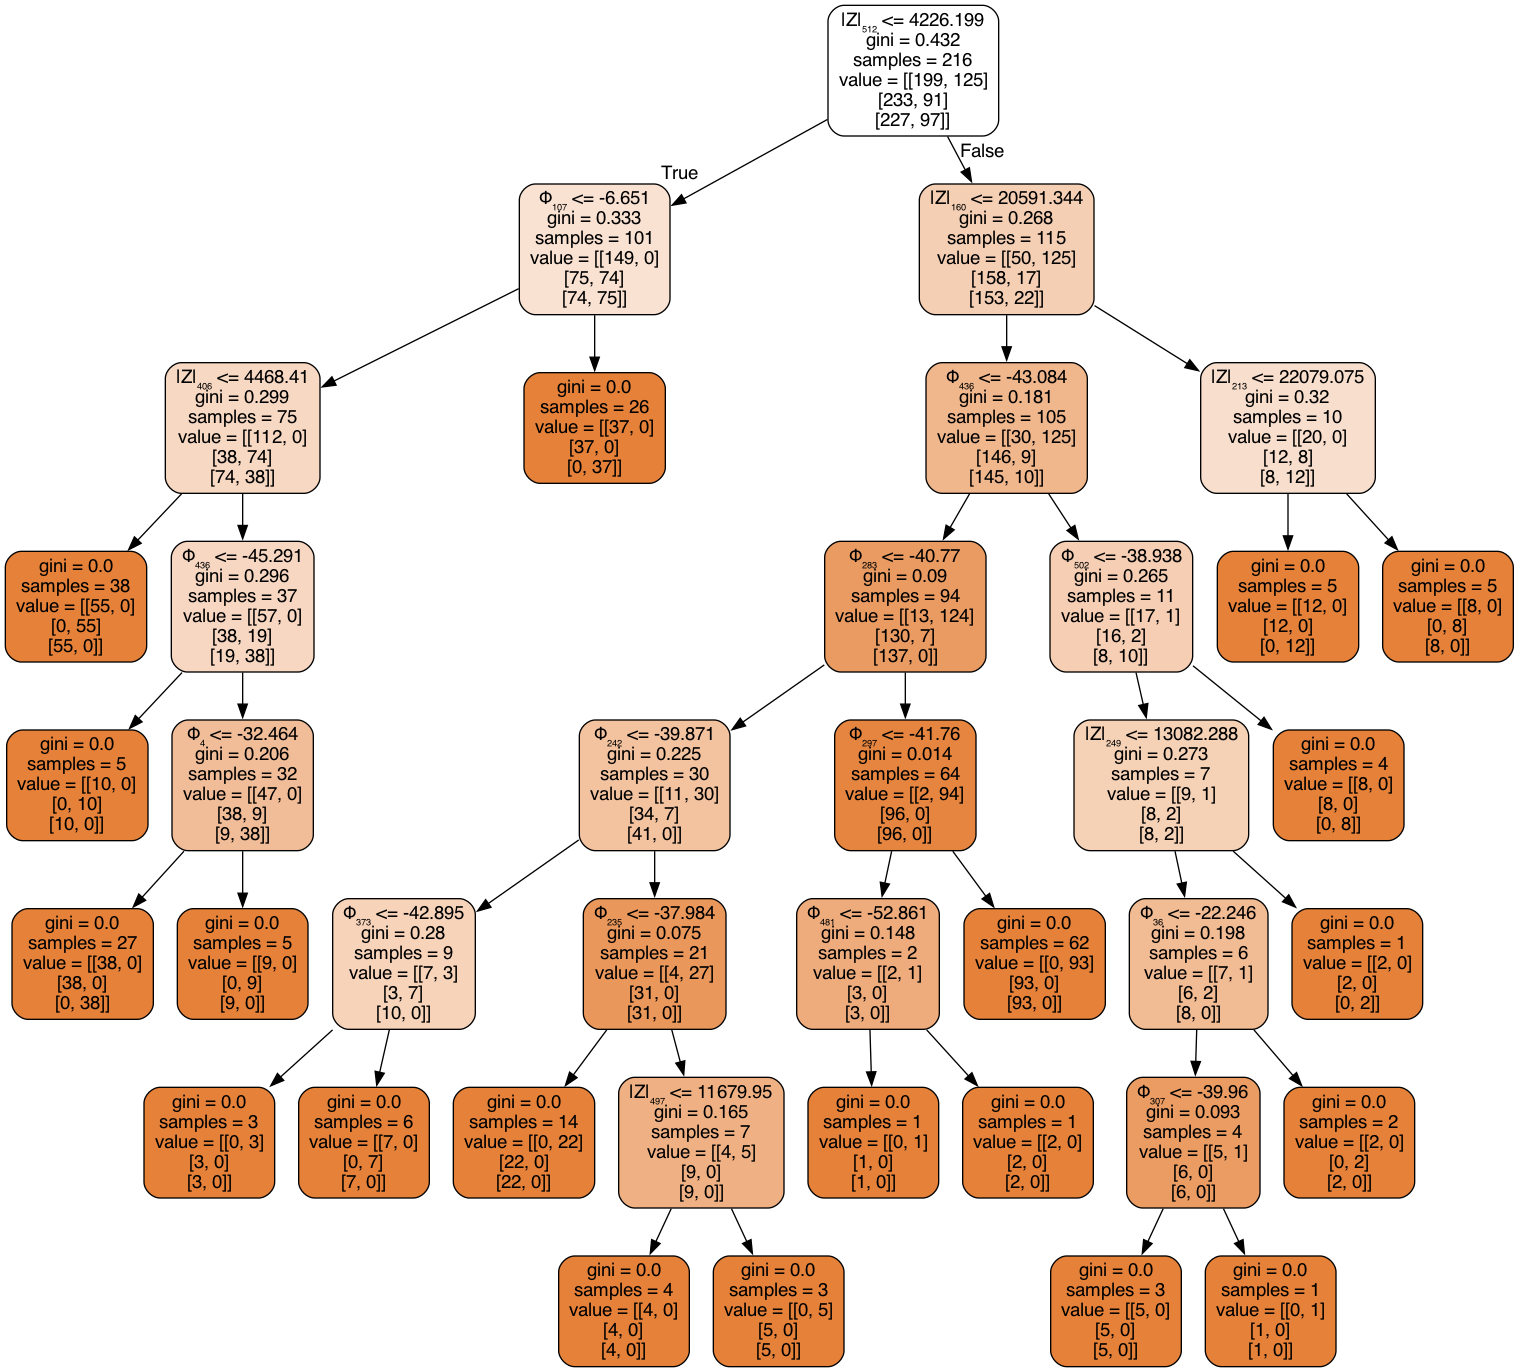 |Z|₅₁₂ <= 4226.199
gini = 0.432
samples = 216
value = [[199, 125]
[233, 91]
[227, 97]]
True
False
Φ₁₀₇ <= -6.651
gini = 0.333
samples = 101
value = [[149, 0]
[75, 74]
[74, 75]]
|Z|₁₆₀ <= 20591.344
gini = 0.268
samples = 115
value = [[50, 125]
[158, 17]
[153, 22]]
|Z|₄₀₆ <= 4468.41
gini = 0.299
samples = 75
value = [[112, 0]
[38, 74]
[74, 38]]
gini = 0.0
samples = 26
value = [[37, 0]
[37, 0]
[0, 37]]
Φ₄₃₆ <= -43.084
gini = 0.181
samples = 105
value = [[30, 125]
[146, 9]
[145, 10]]
|Z|₂₁₃ <= 22079.075
gini = 0.32
samples = 10
value = [[20, 0]
[12, 8]
[8, 12]]
gini = 0.0
samples = 38
value = [[55, 0]
[0, 55]
[55, 0]]
Φ₄₃₆ <= -45.291
gini = 0.296
samples = 37
value = [[57, 0]
[38, 19]
[19, 38]]
Φ₂₈₃ <= -40.77
gini = 0.09
samples = 94
value = [[13, 124]
[130, 7]
[137, 0]]
Φ₅₀₂ <= -38.938
gini = 0.265
samples = 11
value = [[17, 1]
[16, 2]
[8, 10]]
gini = 0.0
samples = 5
value = [[12, 0]
[12, 0]
[0, 12]]
gini = 0.0
samples = 5
value = [[8, 0]
[0, 8]
[8, 0]]
gini = 0.0
samples = 5
value = [[10, 0]
[0, 10]
[10, 0]]
Φ₄ <= -32.464
gini = 0.206
samples = 32
value = [[47, 0]
[38, 9]
[9, 38]]
Φ₂₄₂ <= -39.871
gini = 0.225
samples = 30
value = [[11, 30]
[34, 7]
[41, 0]]
Φ₂₉₇ <= -41.76
gini = 0.014
samples = 64
value = [[2, 94]
[96, 0]
[96, 0]]
|Z|₂₄₉ <= 13082.288
gini = 0.273
samples = 7
value = [[9, 1]
[8, 2]
[8, 2]]
gini = 0.0
samples = 4
value = [[8, 0]
[8, 0]
[0, 8]]
gini = 0.0
samples = 27
value = [[38, 0]
[38, 0]
[0, 38]]
gini = 0.0
samples = 5
value = [[9, 0]
[0, 9]
[9, 0]]
Φ₃₇₃ <= -42.895
gini = 0.28
samples = 9
value = [[7, 3]
[3, 7]
[10, 0]]
Φ₂₃₅ <= -37.984
gini = 0.075
samples = 21
value = [[4, 27]
[31, 0]
[31, 0]]
Φ₄₈₁ <= -52.861
gini = 0.148
samples = 2
value = [[2, 1]
[3, 0]
[3, 0]]
gini = 0.0
samples = 62
value = [[0, 93]
[93, 0]
[93, 0]]
Φ₃₆ <= -22.246
gini = 0.198
samples = 6
value = [[7, 1]
[6, 2]
[8, 0]]
gini = 0.0
samples = 1
value = [[2, 0]
[2, 0]
[0, 2]]
gini = 0.0
samples = 3
value = [[0, 3]
[3, 0]
[3, 0]]
gini = 0.0
samples = 6
value = [[7, 0]
[0, 7]
[7, 0]]
gini = 0.0
samples = 14
value = [[0, 22]
[22, 0]
[22, 0]]
|Z|₄₉₇ <= 11679.95
gini = 0.165
samples = 7
value = [[4, 5]
[9, 0]
[9, 0]]
gini = 0.0
samples = 1
value = [[0, 1]
[1, 0]
[1, 0]]
gini = 0.0
samples = 1
value = [[2, 0]
[2, 0]
[2, 0]]
Φ₃₀₇ <= -39.96
gini = 0.093
samples = 4
value = [[5, 1]
[6, 0]
[6, 0]]
gini = 0.0
samples = 2
value = [[2, 0]
[0, 2]
[2, 0]]
gini = 0.0
samples = 4
value = [[4, 0]
[4, 0]
[4, 0]]
gini = 0.0
samples = 3
value = [[0, 5]
[5, 0]
[5, 0]]
gini = 0.0
samples = 3
value = [[5, 0]
[5, 0]
[5, 0]]
gini = 0.0
samples = 1
value = [[0, 1]
[1, 0]
[1, 0]]